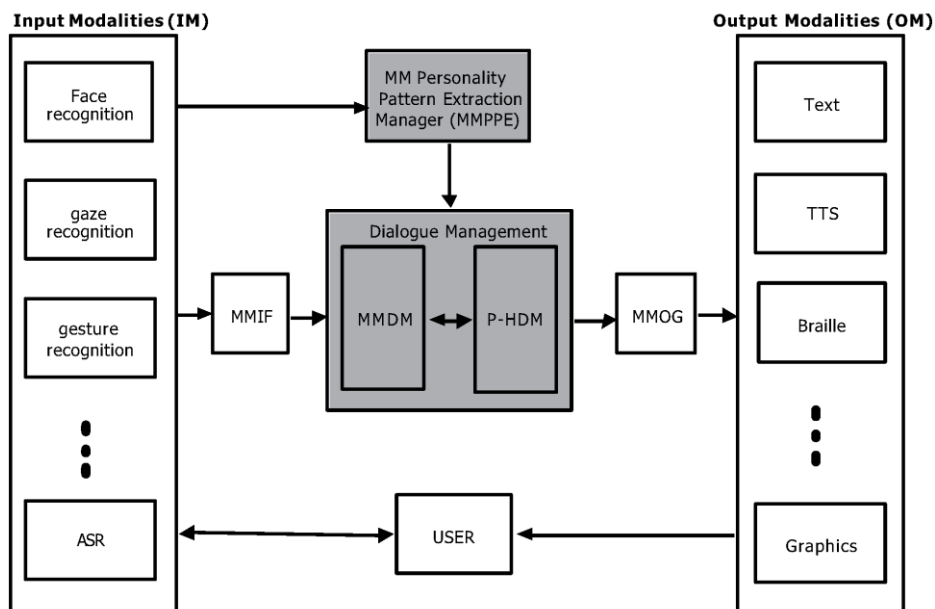 Input Modalities (IM)
Output Modalities (OM)
Face
recognition
gaze
recognition
gesture
recognition
ASR
MM Personality
Pattern Extraction
Manager (MMPPE)
MMIF
Dialogue Management
MMDM
P-HDM
MMOG
USER
Text
TTS
Braille
Graphics